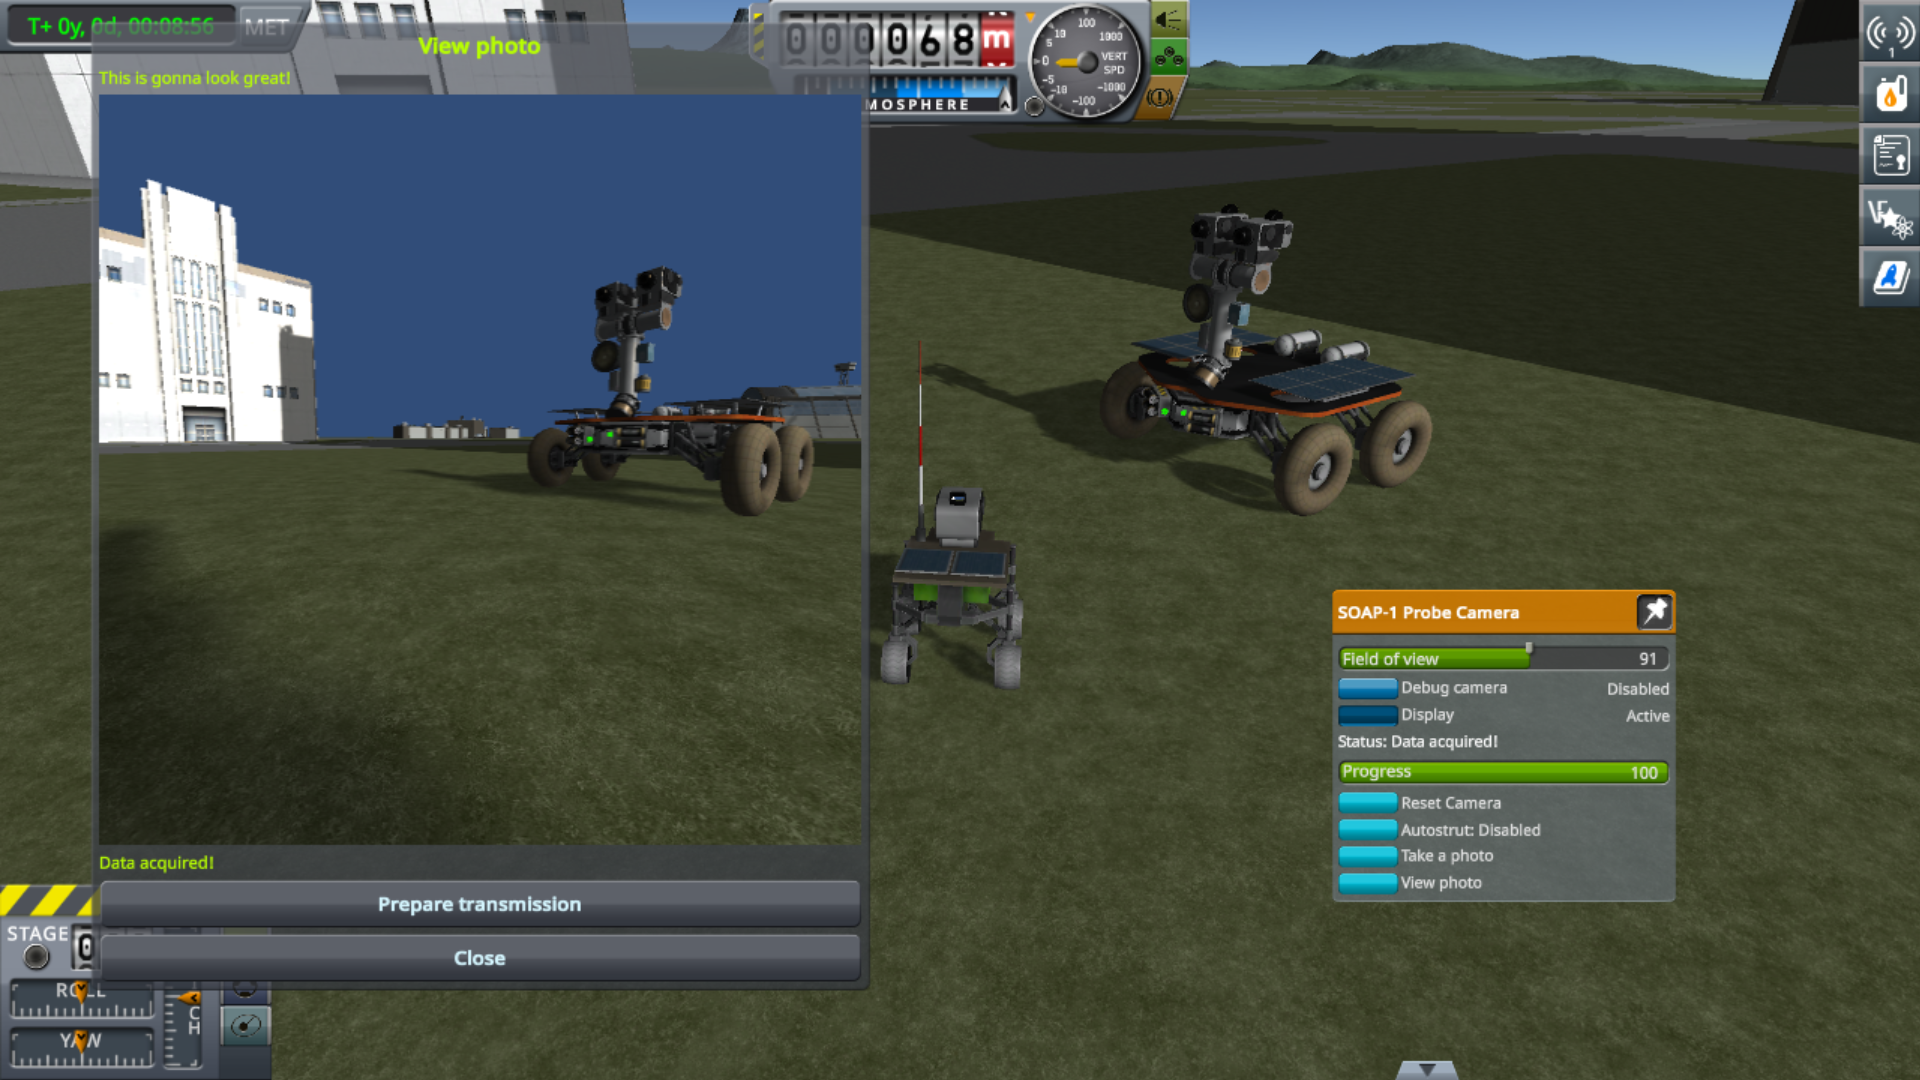 T+ 0y, 0d, 00:08:56
MET
View photo
This is gonna look great!
000068m
MOSPHERE
100
10
1000
5
VERT
0
SPD
-5
-10
-1000
-100
1
SOAP-1 Probe Camera
Field of view 91
Debug camera Disabled
Display Active
Status: Data acquired!
Progress 100
Reset Camera
Autostrut: Disabled
Take a photo
View photo
Data acquired!
Prepare transmission
Close
STAGE 0
ROLL
YAW
CH